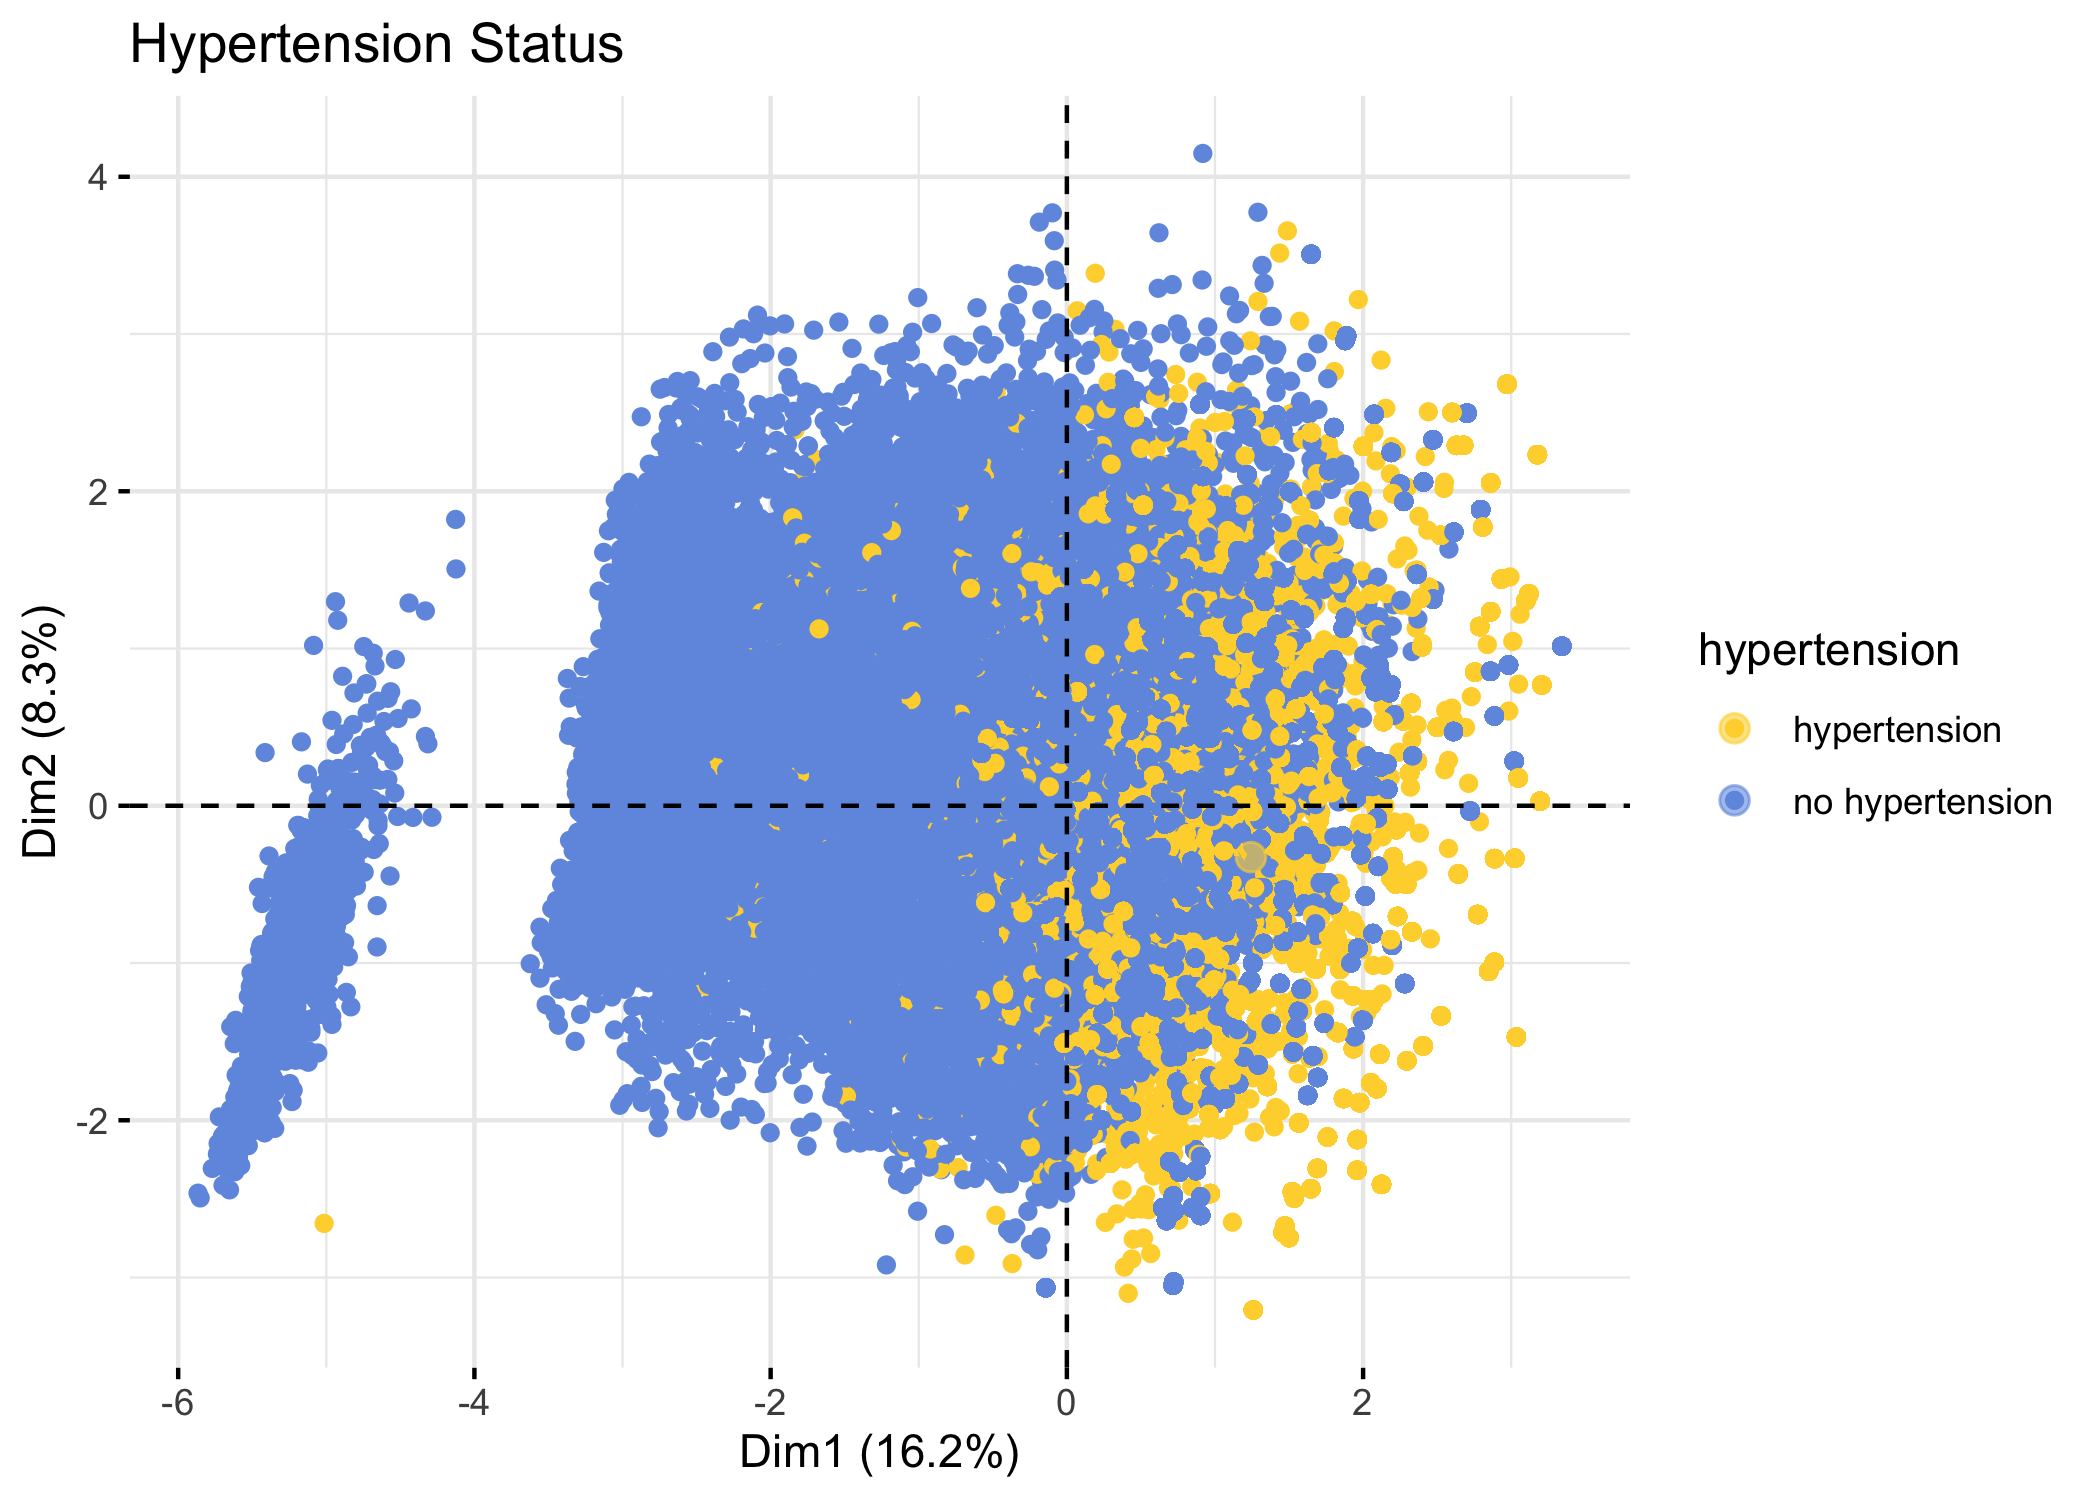 Hypertension Status
4
2
0
-2
Dim2 (8.3%)
-6
-4
-2
0
2
Dim1 (16.2%)
hypertension
hypertension
no hypertension